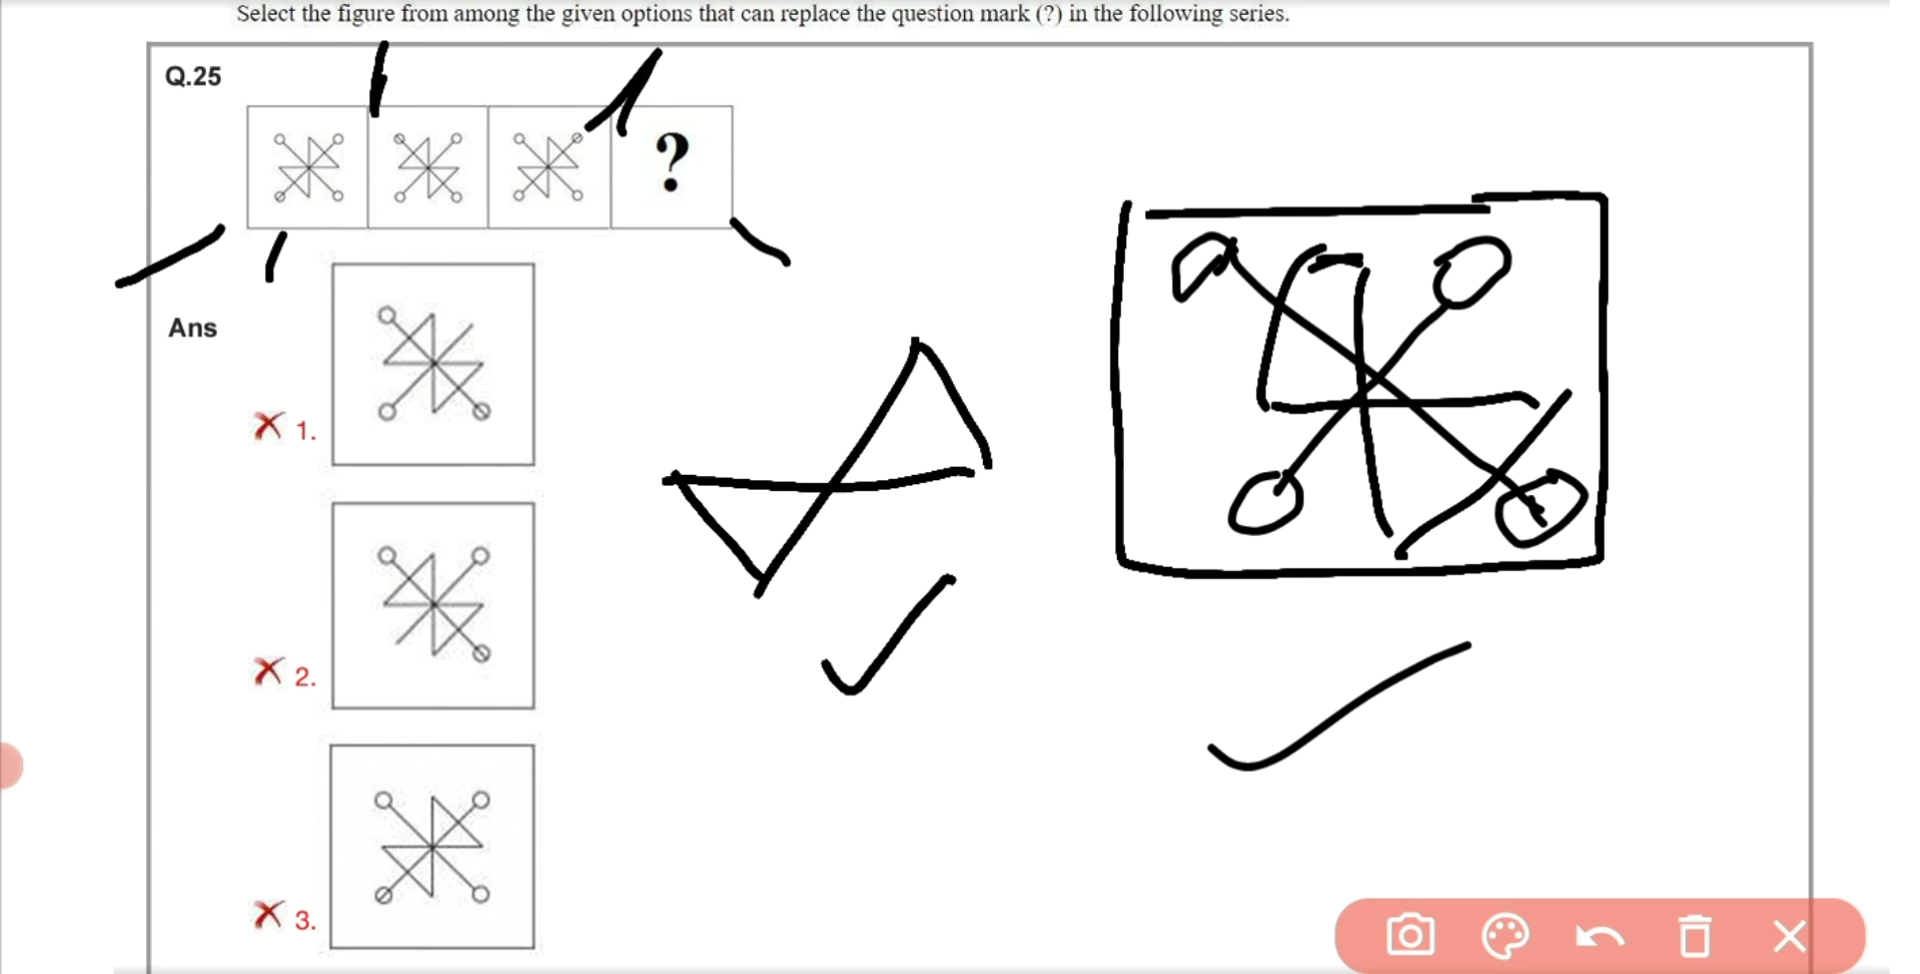 Select the figure from among the given options that can replace the question mark (?) in the following series.
Q.25
?
Ans
1.
2.
3.